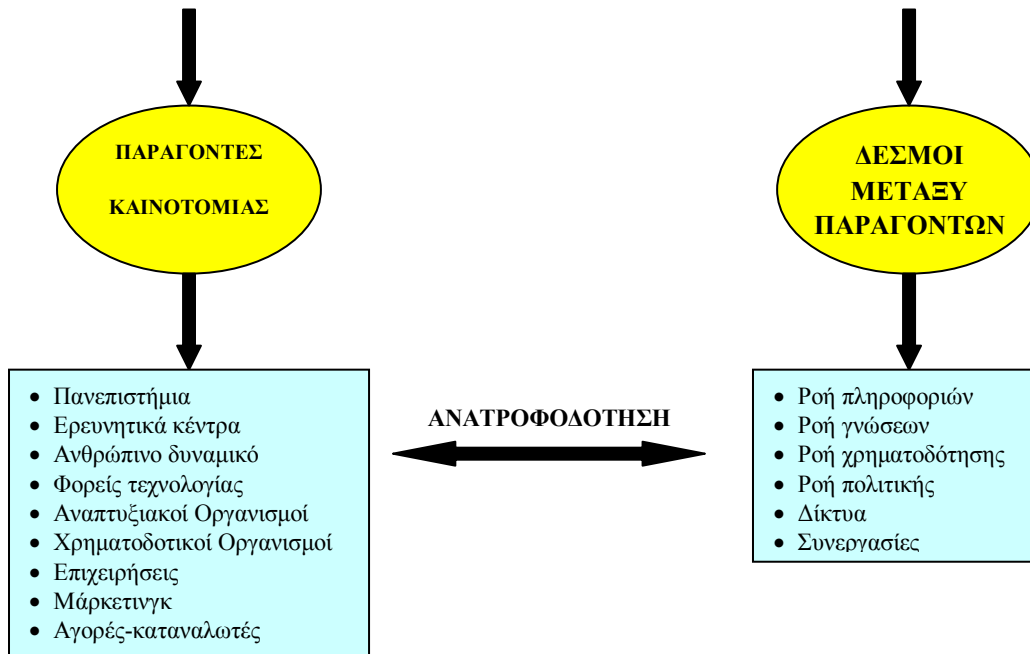 ΠΑΡΑΓΟΝΤΕΣ
ΚΑΙΝΟΤΟΜΙΑΣ
ΔΕΣΜΟΙ
ΜΕΤΑΞΥ
ΠΑΡΑΓΟΝΤΩΝ
• Πανεπιστήμια
• Ερευνητικά κέντρα
• Ανθρώπινο δυναμικό
• Φορείς τεχνολογίας
• Αναπτυξιακοί Οργανισμοί
• Χρηματοδοτικοί Οργανισμοί
• Επιχειρήσεις
• Μάρκετινγκ
• Αγορές-καταναλωτές
ΑΝΑΤΡΟΦΟΔΟΤΗΣΗ
• Ροή πληροφοριών
• Ροή γνώσεων
• Ροή χρηματοδότησης
• Ροή πολιτικής
• Δίκτυα
• Συνεργασίες